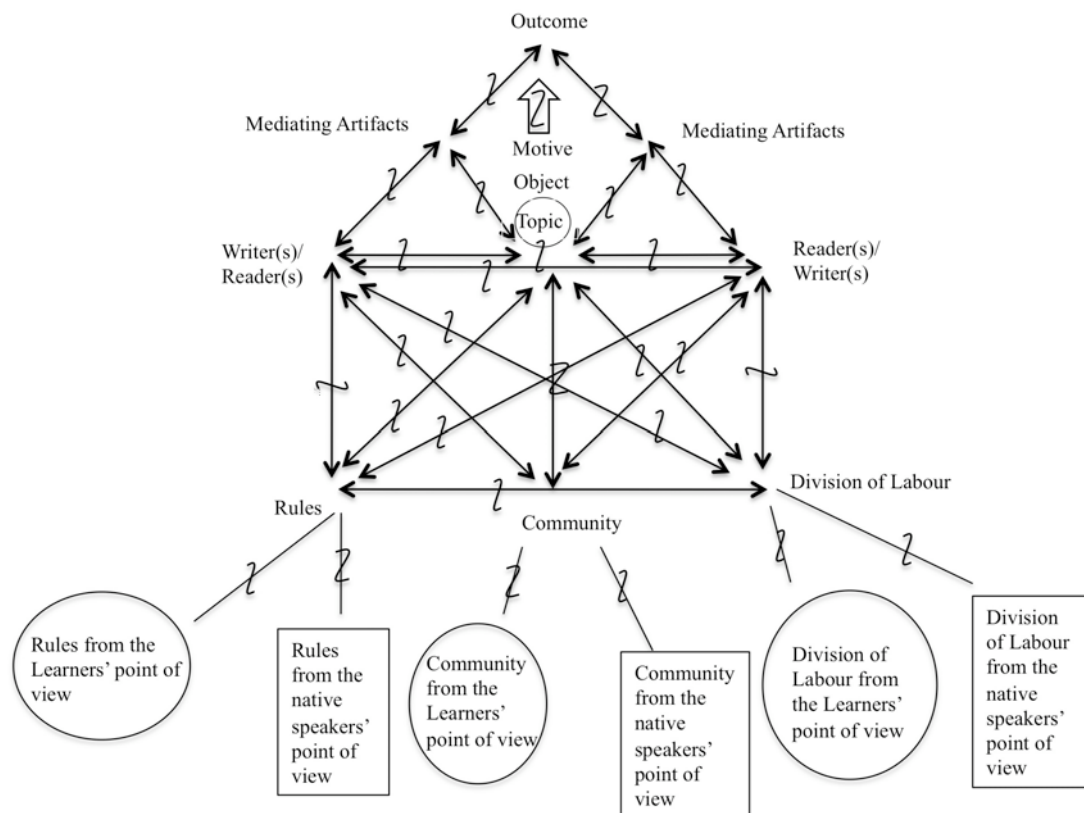 Outcome
Mediating Artifacts
Mediating Artifacts
Motive
Object
Topic
Writer(s)/
Reader(s)
Reader(s)/
Writer(s)
Rules
Community
Division of Labour
Rules from the
Learners’ point of
view
Rules
from the
native
speakers’
point of
view
Community
from the
Learners’
point of view
Community
from the
native
speakers’
point of
view
Division of
Labour from
the Learners’
point of view
Division
of Labour
from the
native
speakers’
point of
view